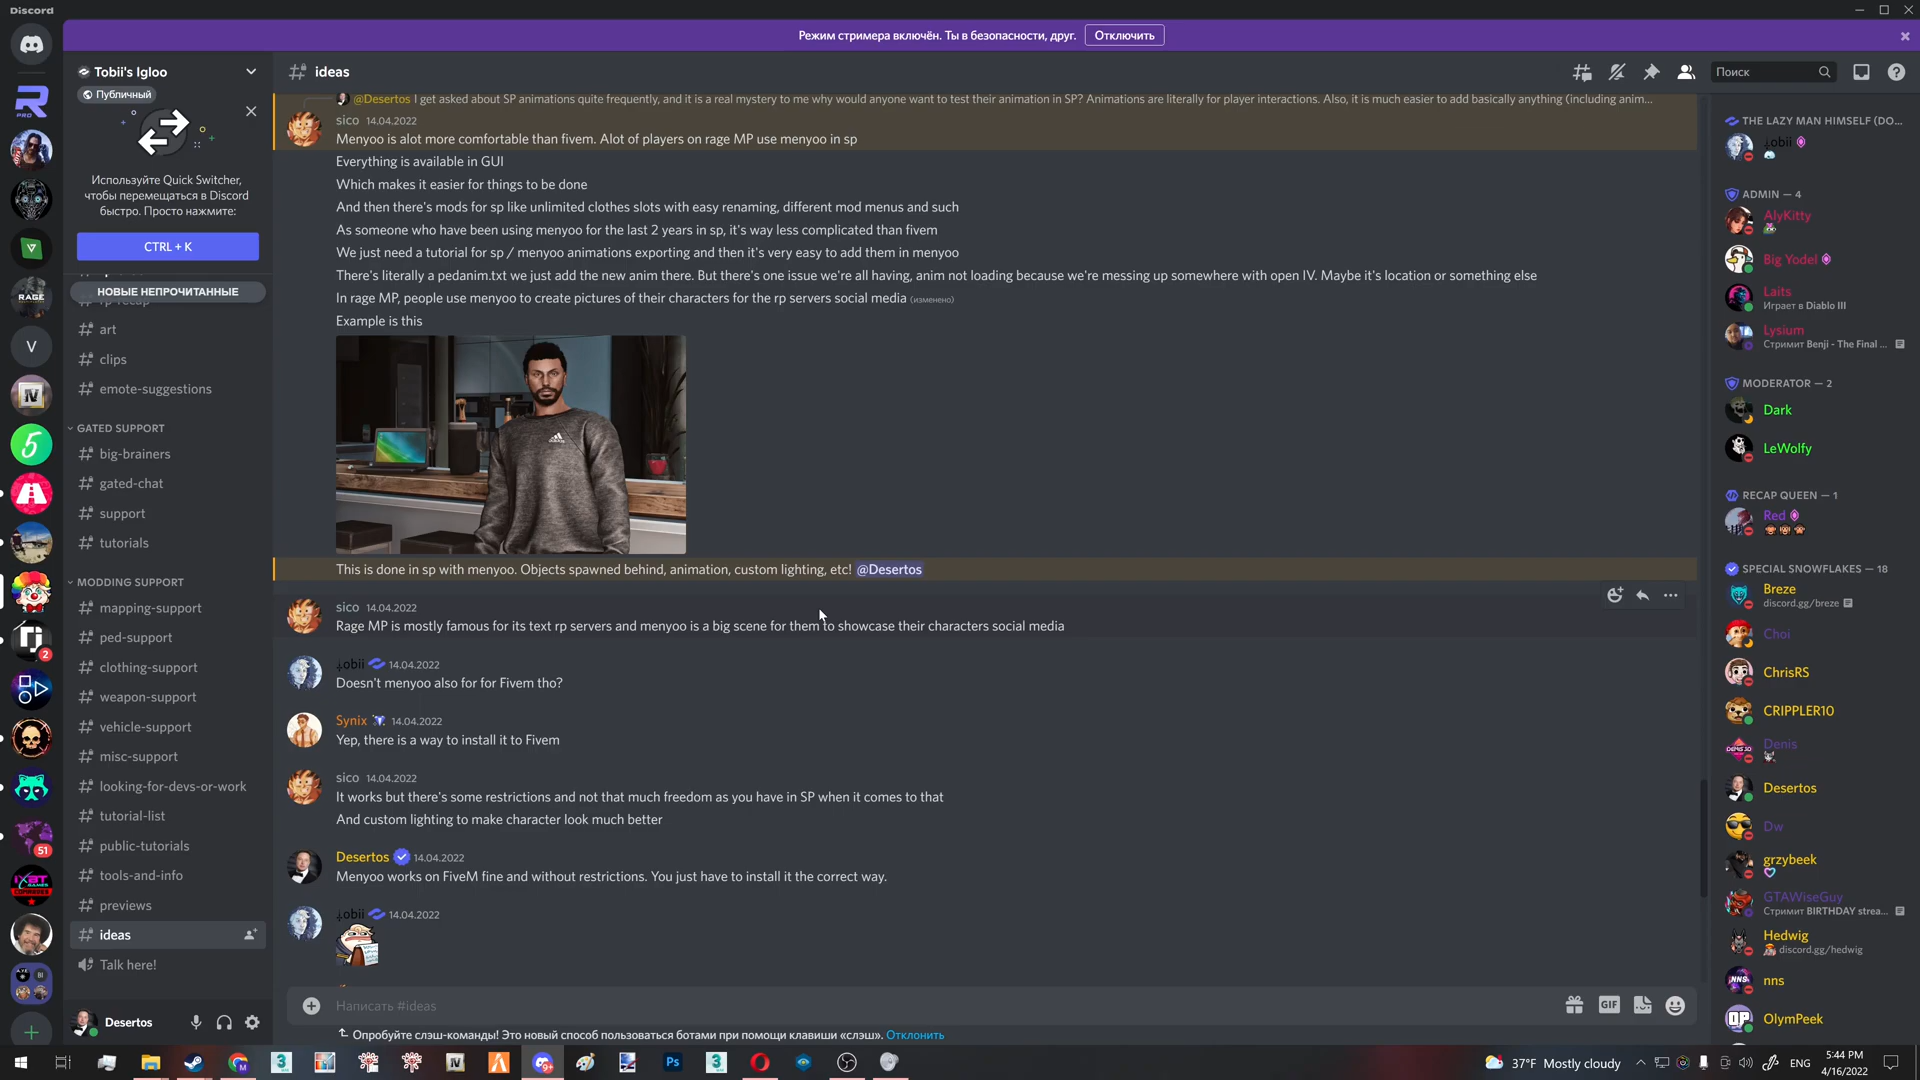 Discord
Режим стримера включён. Ты в безопасности, друг.
Отключить
Tobii's Igloo
Публичный
Используйте Quick Switcher,
чтобы перемещаться в Discord
быстро. Просто нажмите:
CTRL + K
НОВЫЕ НЕПРОЧИТАННЫЕ
art
clips
emote-suggestions
GATED SUPPORT
big-brainers
gated-chat
support
tutorials
MODDING SUPPORT
mapping-support
ped-support
clothing-support
weapon-support
vehicle-support
misc-support
looking-for-devs-or-work
tutorial-list
public-tutorials
tools-and-info
previews
ideas
Talk here!
Desertos
PRO
RAGE
V
IV
5
2
51
ideas
Поиск
@Desertos I get asked about SP animations quite frequently, and it is a real mystery to me why would anyone want to test their animation in SP? Animations are literally for player interactions. Also, it is much easier to add basically anything (including anim...
sico 14.04.2022
Menyoo is alot more comfortable than fivem. Alot of players on rage MP use menyoo in sp
Everything is available in GUI
Which makes it easier for things to be done
And then there's mods for sp like unlimited clothes slots with easy renaming, different mod menus and such
As someone who have been using menyoo for the last 2 years in sp, it's way less complicated than fivem
We just need a tutorial for sp / menyoo animations exporting and then it's very easy to add them in menyoo
There's literally a pedanim.txt we just add the new anim there. But there's one issue we're all having, anim not loading because we're messing up somewhere with open IV. Maybe it's location or something else
In rage MP, people use menyoo to create pictures of their characters for the rp servers social media (изменено)
Example is this
This is done in sp with menyoo. Objects spawned behind, animation, custom lighting, etc! @Desertos
sico 14.04.2022
Rage MP is mostly famous for its text rp servers and menyoo is a big scene for them to showcase their characters social media
.tobii 14.04.2022
Doesn't menyoo also for for Fivem tho?
Synix 14.04.2022
Yep, there is a way to install it to Fivem
sico 14.04.2022
It works but there's some restrictions and not that much freedom as you have in SP when it comes to that
And custom lighting to make character look much better
Desertos 14.04.2022
Menyoo works on FiveM fine and without restrictions. You just have to install it the correct way.
.tobii 14.04.2022
Написать #ideas
GIF
Опробуйте слэш-команды! Это новый способ пользоваться ботами при помощи клавиши «слэш». Отклонить
THE LAZY MAN HIMSELF (DO...
.tobii
ADMIN — 4
AlyKitty
Big Yodel
Laits
Играет в Diablo III
Lysium
Стримит Benji - The Final ...
MODERATOR — 2
Dark
LeWolfy
RECAP QUEEN — 1
Red
SPECIAL SNOWFLAKES — 18
Breze
discord.gg/breze
Choi
ChrisRS
CRIPPLER10
Denis
Desertos
Dw
grzybeek
GTAWiseGuy
Стримит BIRTHDAY strea...
Hedwig
discord.gg/hedwig
nns
OlymPeek
Ps
37°F Mostly cloudy
ENG
5:44 PM
4/16/2022